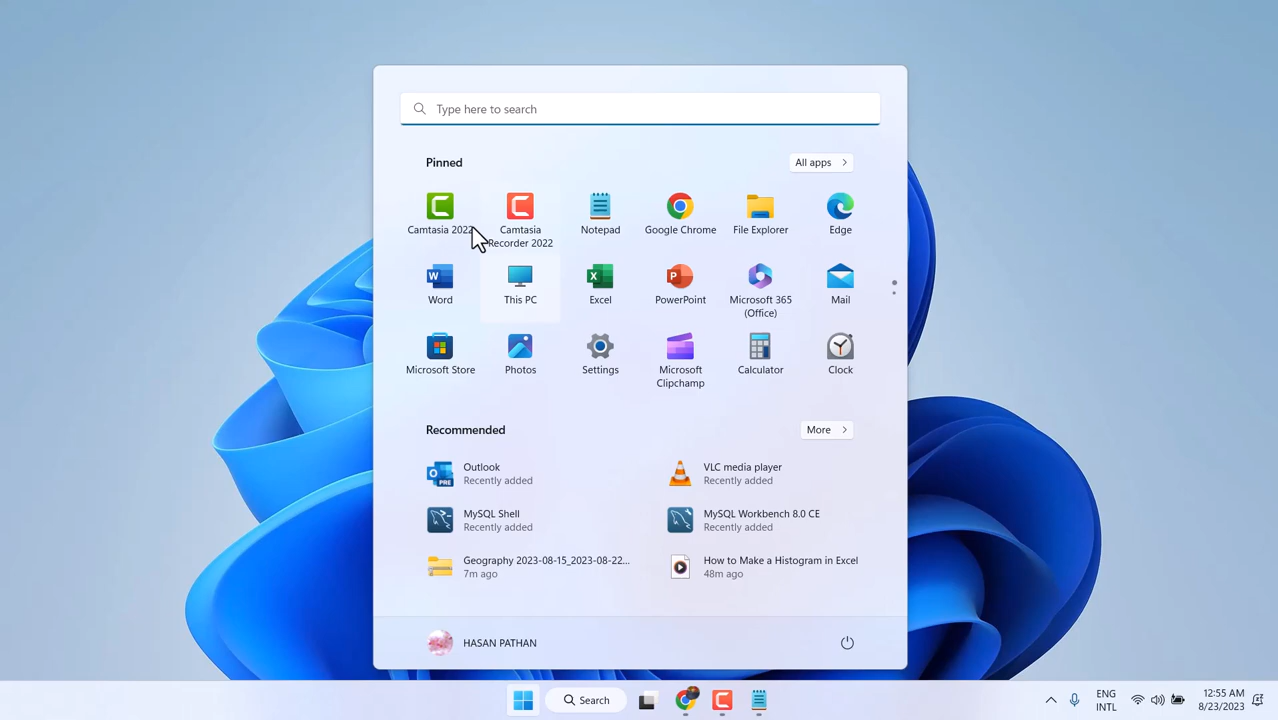 Type here to search
Pinned
All apps
Camtasia 2022
Camtasia
Recorder 2022
Notepad
Google Chrome
File Explorer
Edge
Word
This PC
Excel
PowerPoint
Microsoft 365
(Office)
Mail
Microsoft Store
Photos
Settings
Microsoft
Clipchamp
Calculator
Clock
Recommended
More
Outlook
Recently added
VLC media player
Recently added
MySQL Shell
Recently added
MySQL Workbench 8.0 CE
Recently added
Geography 2023-08-15_2023-08-22...
7m ago
How to Make a Histogram in Excel
48m ago
HASAN PATHAN
Search
ENG
INTL
12:55 AM
8/23/2023